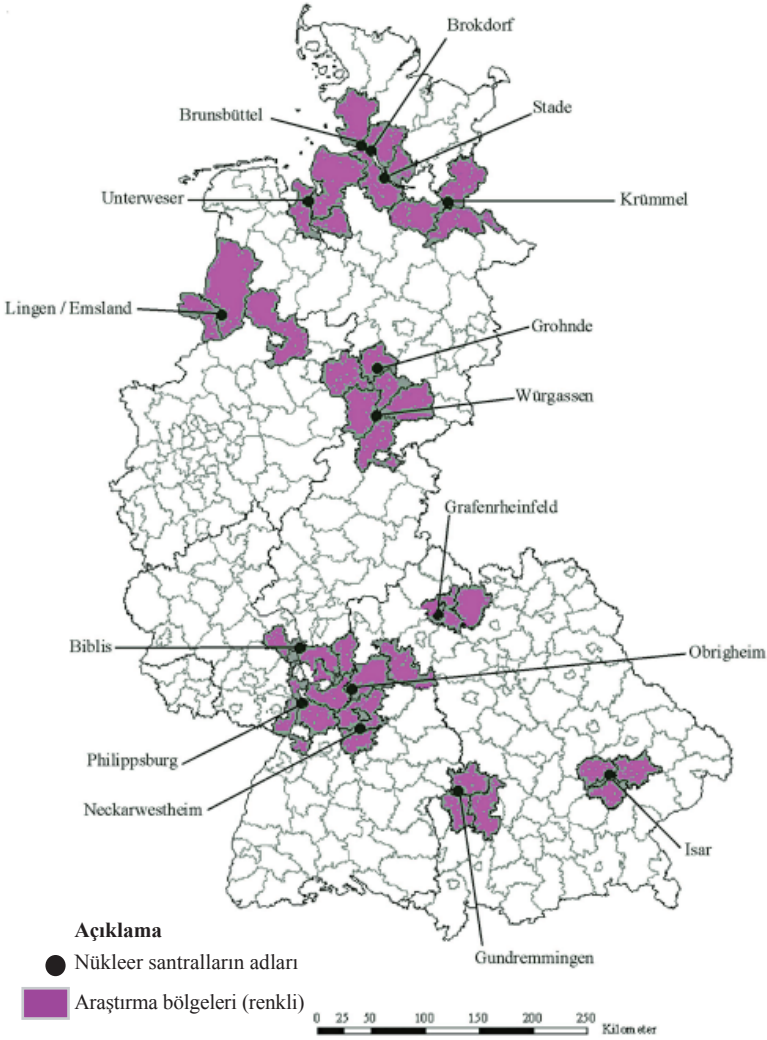 Brokdorf
Brunsbüttel
Stade
Unterweser
Krümmel
Lingen / Emsland
Grohnde
Würgassen
Grafenrheinfeld
Biblis
Obrigheim
Philippsburg
Neckarwestheim
Isar
Gundremmingen
Açıklama
Nükleer santralların adları
Araştırma bölgeleri (renkli)
0 25 50 100 150 200 250
Kilometer